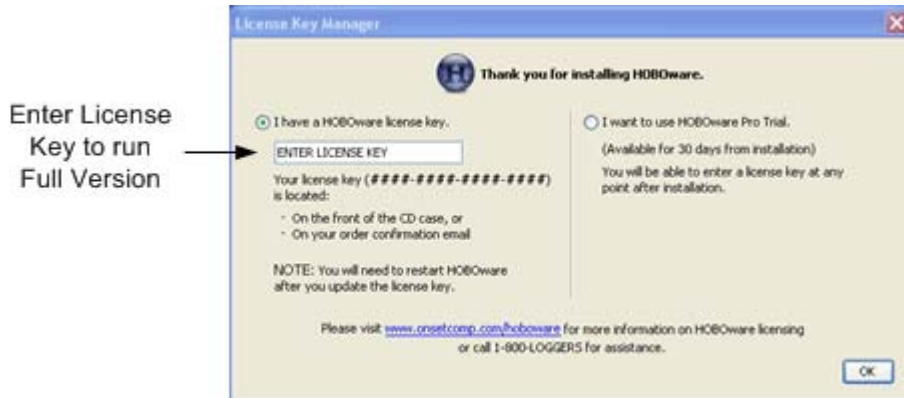 License Key Manager
H Thank you for installing HOBOware.
Enter License
Key to run
Full Version
I have a HOBOware license key.
ENTER LICENSE KEY
Your license key (####-####-####-####)
is located:
- On the front of the CD case, or
- On your order confirmation email
NOTE: You will need to restart HOBOware
after you update the license key.
I want to use HOBOware Pro Trial.
(Available for 30 days from installation)
You will be able to enter a license key at any
point after installation.
Please visit www.onsetcomp.com/hoboware for more information on HOBOware licensing
or call 1-800-LOGGERS for assistance.
OK